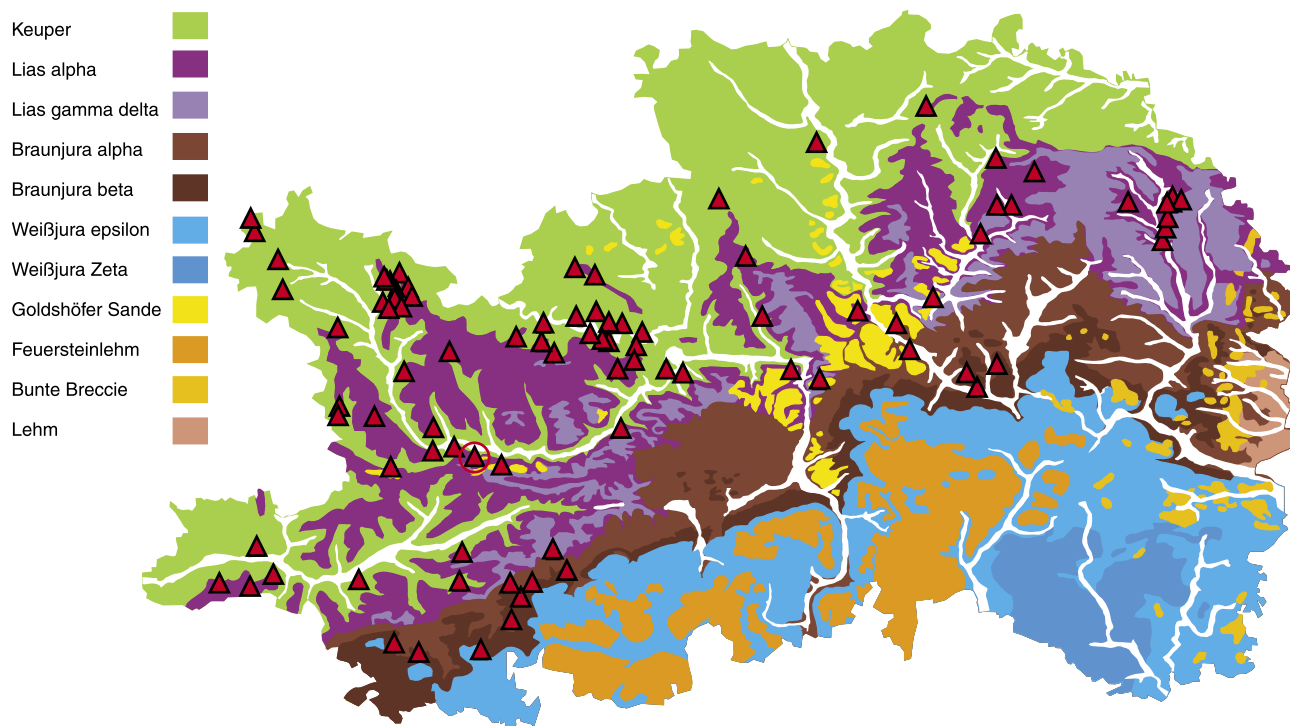 Keuper
Lias alpha
Lias gamma delta
Braunjura alpha
Braunjura beta
Weißjura epsilon
Weißjura Zeta
Goldshöfer Sande
Feuersteinlehm
Bunte Breccie
Lehm